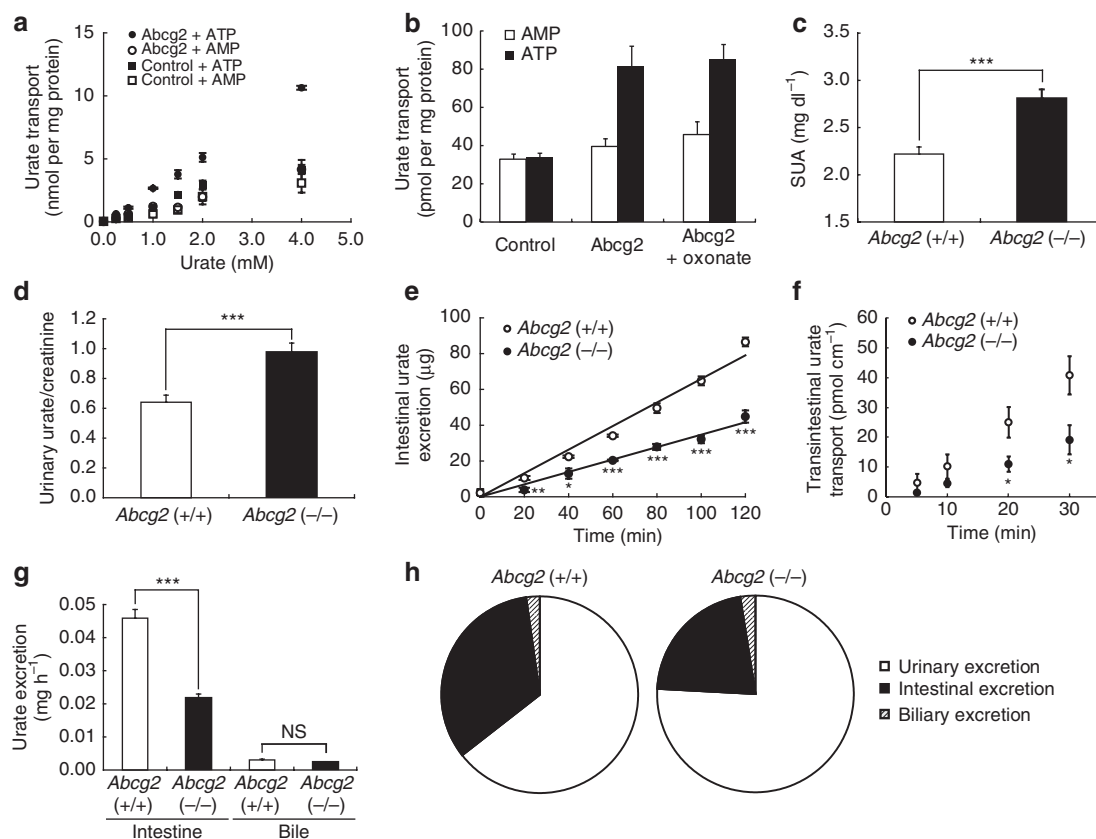 a
Abcg2 + ATP
Abcg2 + AMP
Control + ATP
Control + AMP
Urate transport
(nmol per mg protein)
15
10
5
0
0.0 1.0 2.0 3.0 4.0 5.0
Urate (mM)
b
AMP
ATP
Urate transport
(pmol per mg protein)
100
80
60
40
20
0
Control
Abcg2
Abcg2
+ oxonate
c
***
SUA (mg dl⁻¹)
3.5
3.0
2.5
2.0
1.5
Abcg2 (+/+) Abcg2 (–/–)
d
***
Urinary urate/creatinine
1.2
1.0
0.8
0.6
0.4
0.2
0.0
Abcg2 (+/+) Abcg2 (–/–)
e
Abcg2 (+/+)
Abcg2 (–/–)
Intestinal urate
excretion (μg)
100
80
60
40
20
0
*** * *** *** *** ***
0 20 40 60 80 100 120
Time (min)
f
Abcg2 (+/+)
Abcg2 (–/–)
Transintestinal urate
transport (pmol cm⁻¹)
60
50
40
30
20
10
0
* *
0 10 20 30
Time (min)
g
***
NS
Urate excretion
(mg h⁻¹)
0.05
0.04
0.03
0.02
0.01
0.00
Abcg2 Abcg2 Abcg2 Abcg2
(+/+) (–/–) (+/+) (–/–)
Intestine Bile
h
Abcg2 (+/+) Abcg2 (–/–)
Urinary excretion
Intestinal excretion
Biliary excretion